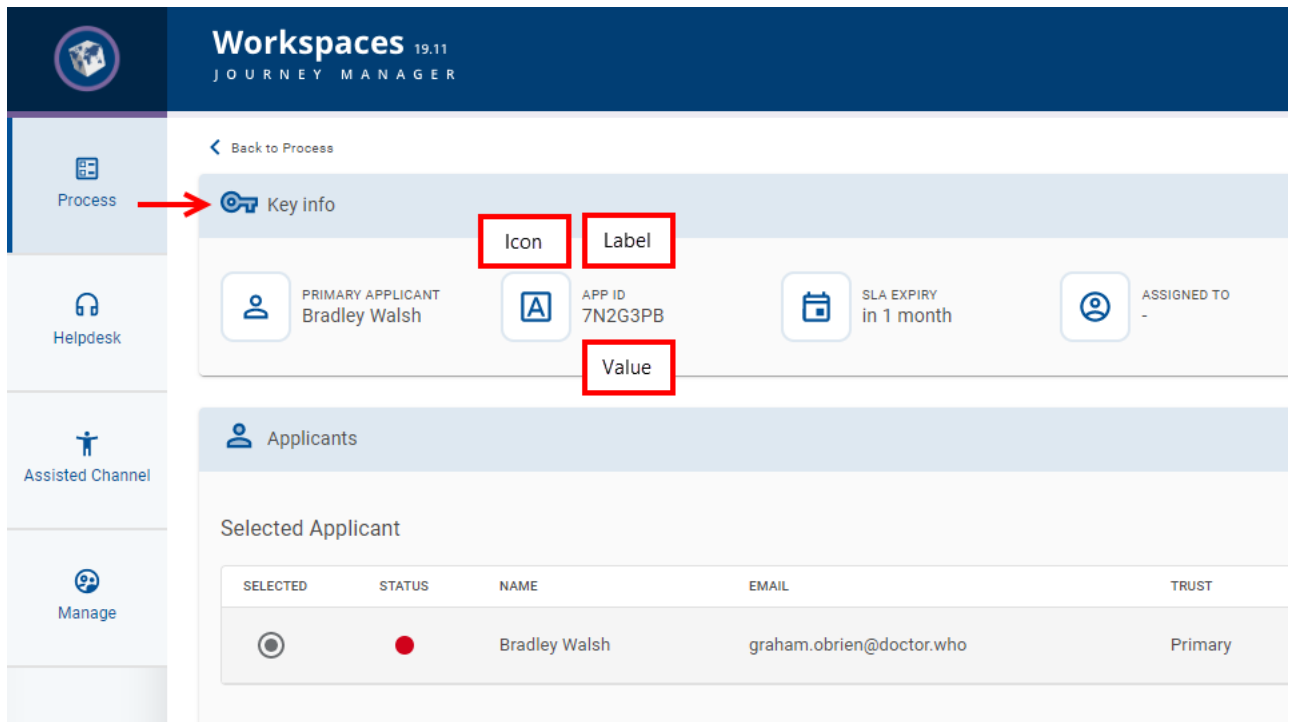 Workspaces 19.11
JOURNEY MANAGER
Back to Process
Process
Key info
Icon
Label
PRIMARY APPLICANT
Bradley Walsh
APP ID
7N2G3PB
SLA EXPIRY
in 1 month
ASSIGNED TO
-
Value
Helpdesk
Applicants
Assisted Channel
Selected Applicant
SELECTED STATUS NAME EMAIL TRUST
Bradley Walsh graham.obrien@doctor.who Primary
Manage